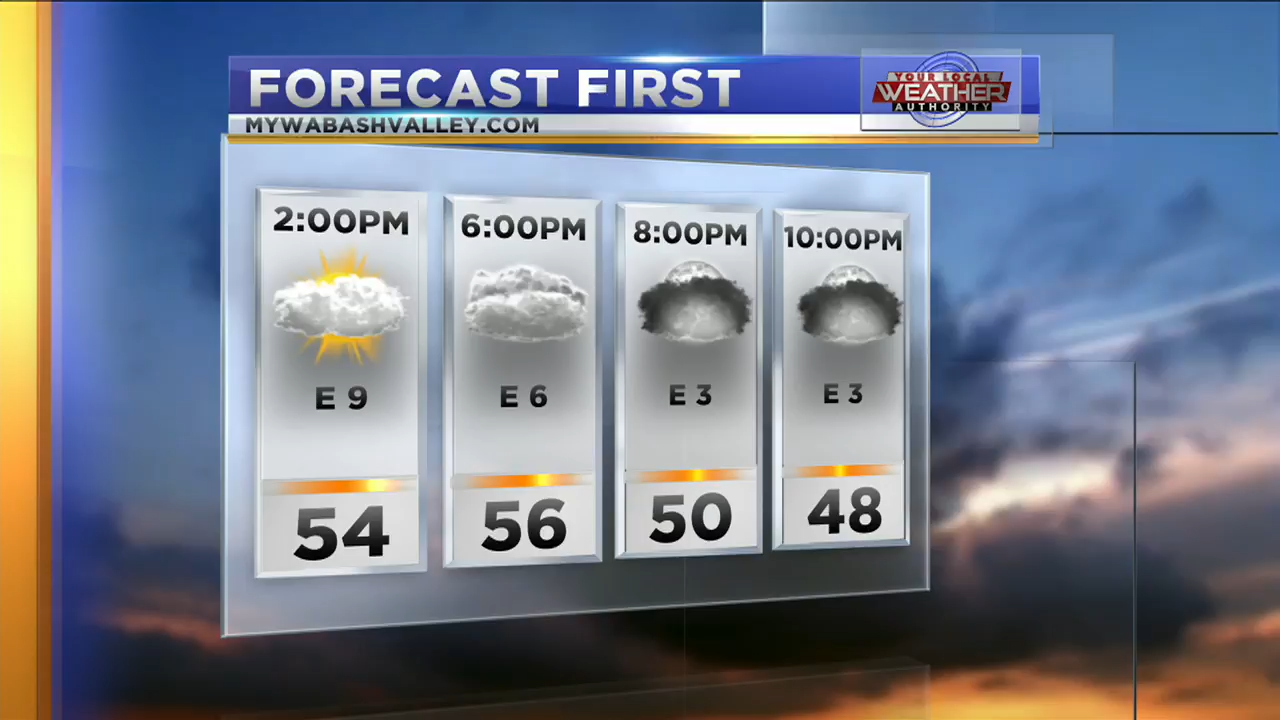 FORECAST FIRST
MYWABASHVALLEY.COM
YOUR LOCAL
WEATHER
AUTHORITY
2:00PM
E 9
54
6:00PM
E 6
56
8:00PM
E 3
50
10:00PM
E 3
48